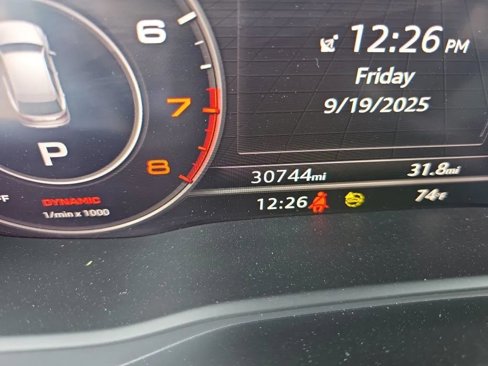 6
12:26 PM
Friday
7
9/19/2025
P
8
30744mi
31.8mi
DYNAMIC
1/min x 1000
12:26
74°F